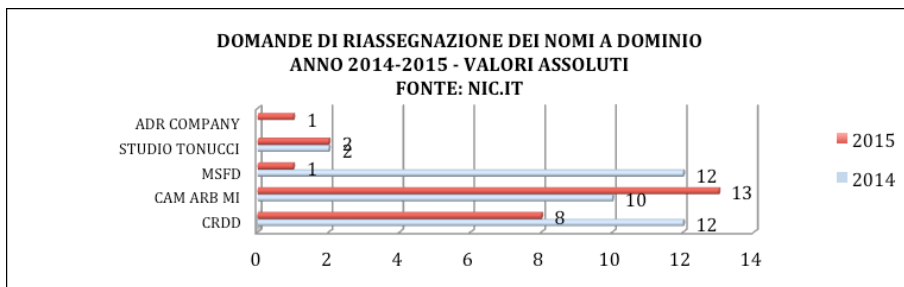 DOMANDE DI RIASSEGNAZIONE DEI NOMI A DOMINIO
ANNO 2014-2015 - VALORI ASSOLUTI
FONTE: NIC.IT
ADR COMPANY 1
STUDIO TONUCCI 2
2
MSFD 1
12
CAM ARB MI 13
10
CRDD 8
12
2015
2014
0 2 4 6 8 10 12 14